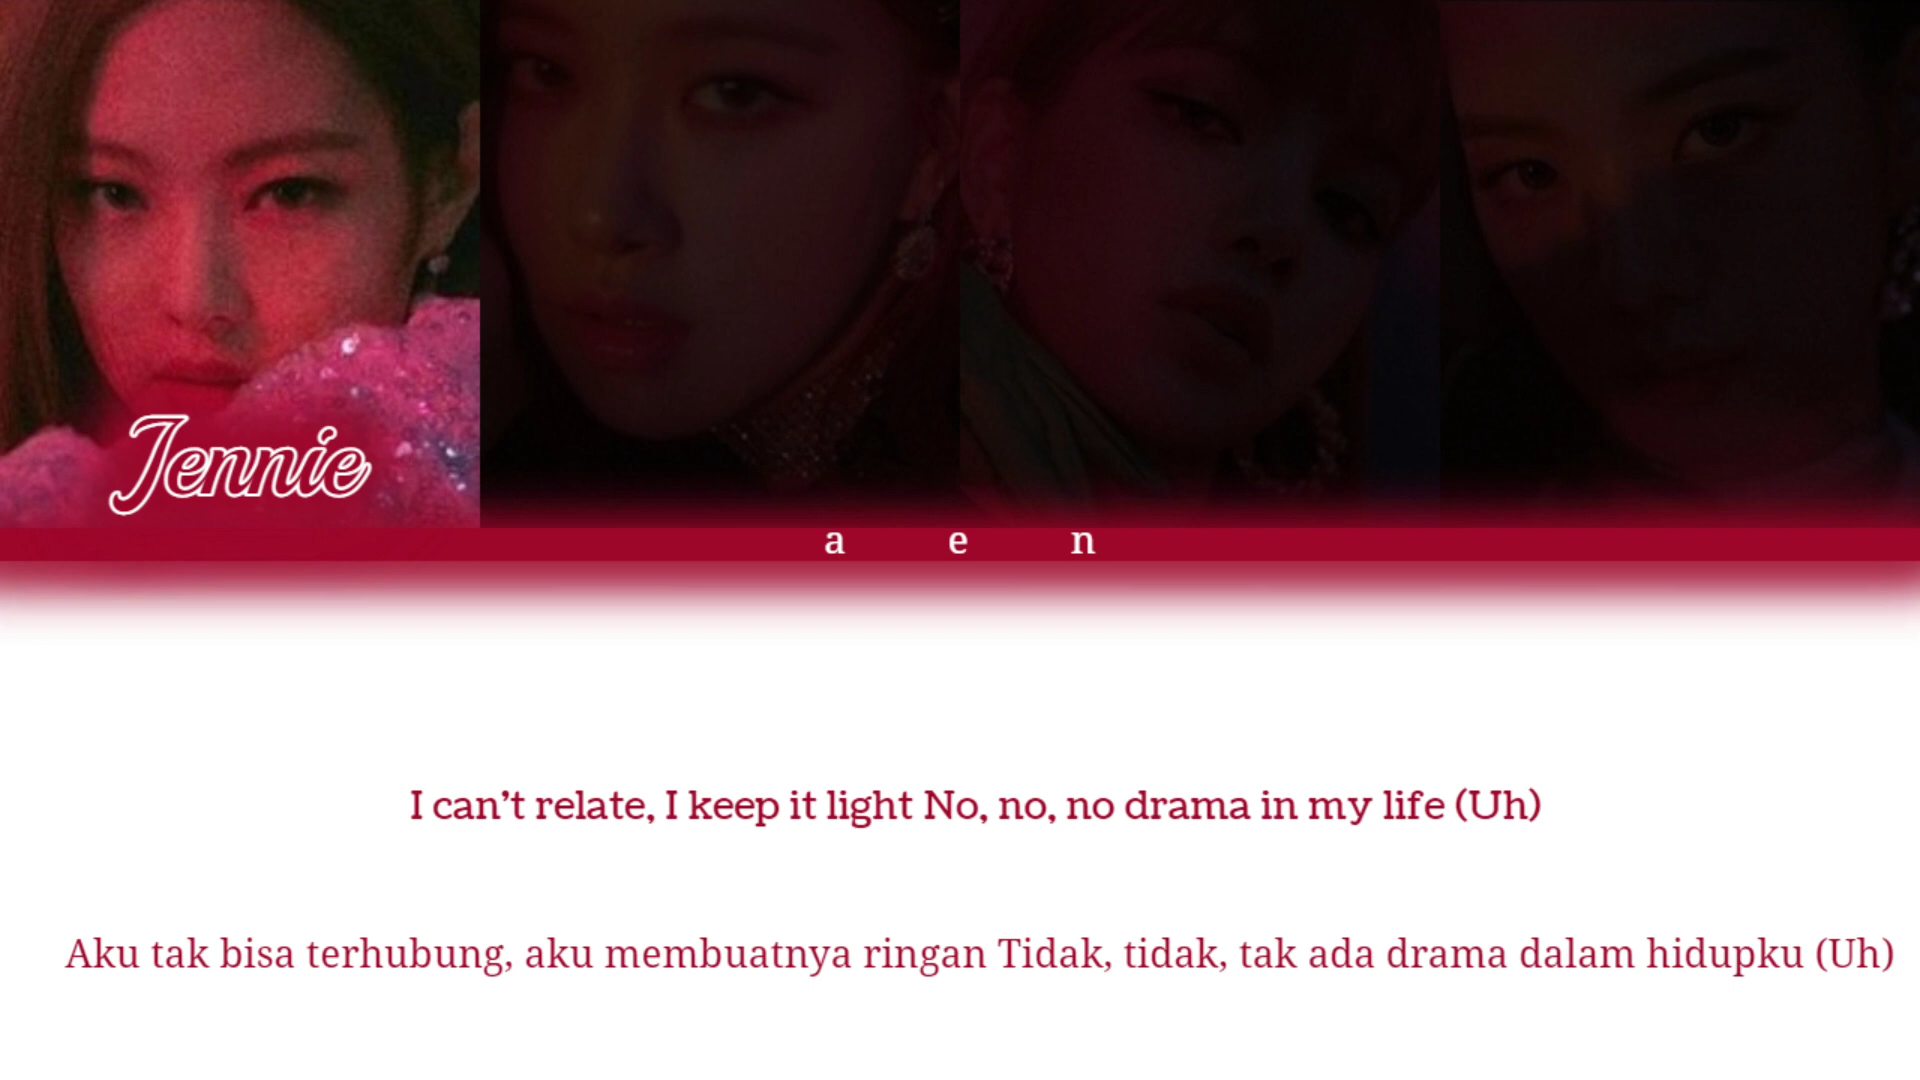 Jennie
a e n
I can't relate, I keep it light No, no, no drama in my life (Uh)
Aku tak bisa terhubung, aku membuatnya ringan Tidak, tidak, tak ada drama dalam hidupku (Uh)